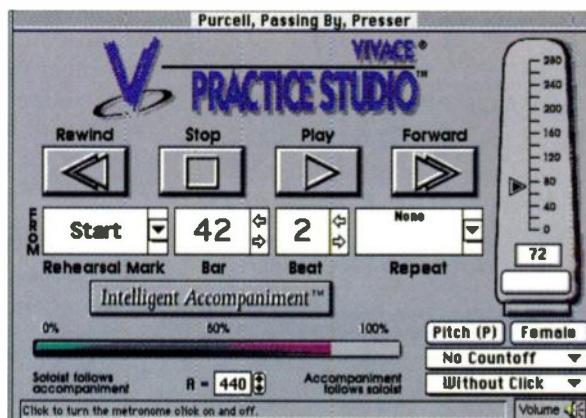 Purcell, Passing By, Presser
VIVACE®
PRACTICE STUDIO™
Rewind Stop Play Forward
280
240
200
160
120
80
40
0
72
FROM
Start 42 2 None
Rehearsal Mark Bar Beat Repeat
Intelligent Accompaniment™
0% 50% 100%
Pitch (P) Female
No Countoff
Without Click
Soloist follows accompaniment
A = 440
Accompaniment follows soloist
Click to turn the metronome click on and off.
Volume